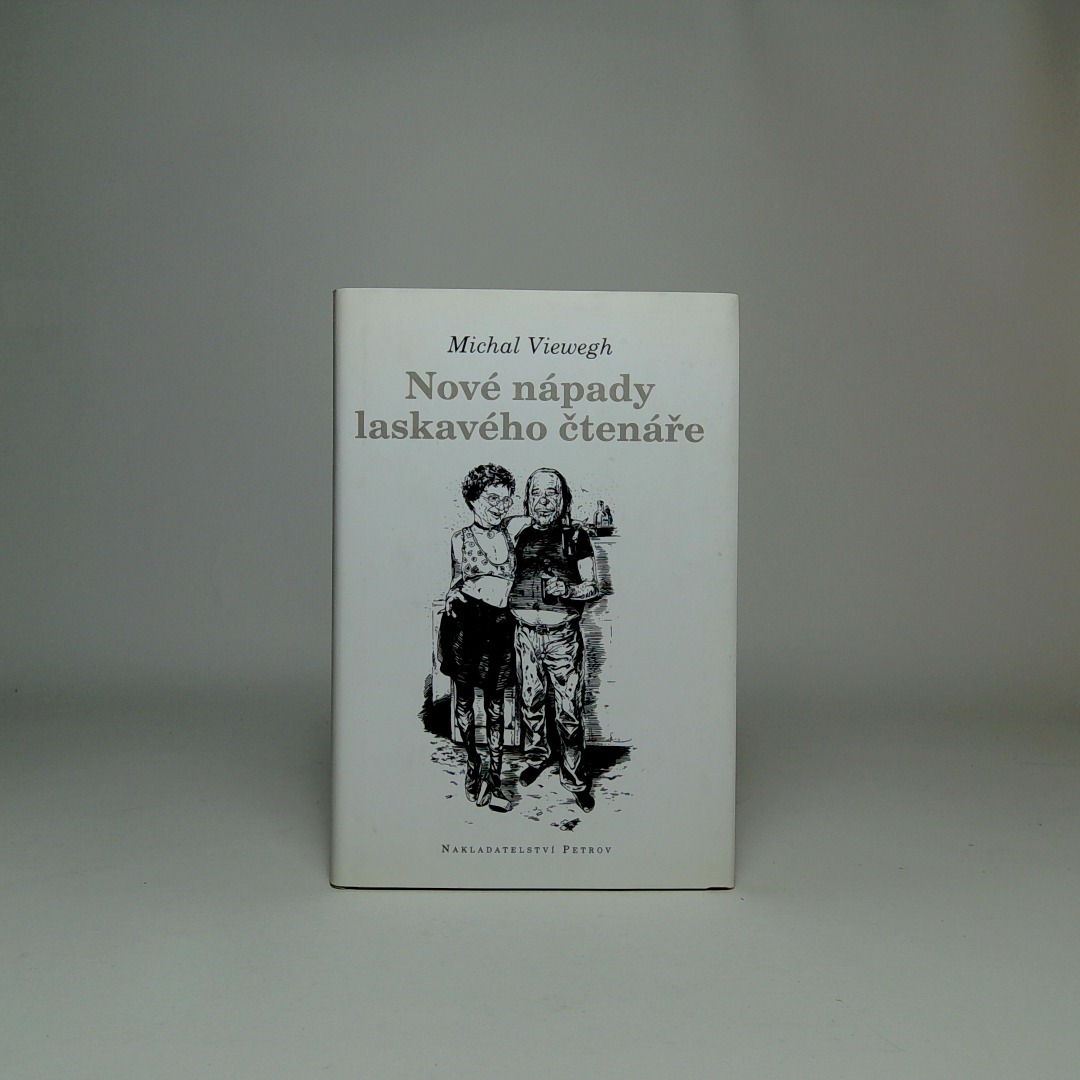 Michal Viewegh
Nové nápady
laskavého čtenáře
Nakladatelství Petrov